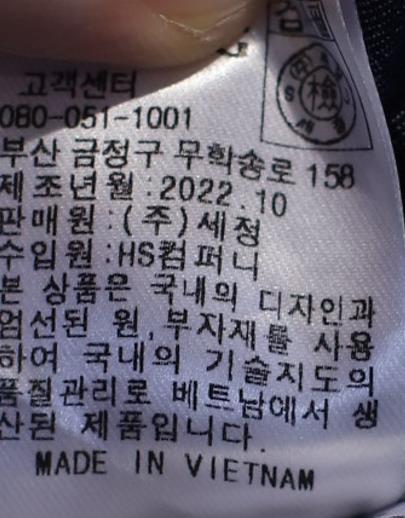 검
檢
고객센터
080-051-1001
부산 금정구 무학송로 158
제조년월:2022.10
판매원:(주)세정
수입원:HS컴퍼니
본 상품은 국내의 디자인과
엄선된 원,부자재를 사용
하여 국내의 기술지도의
품질관리로 베트남에서 생
산된 제품입니다.
MADE IN VIETNAM